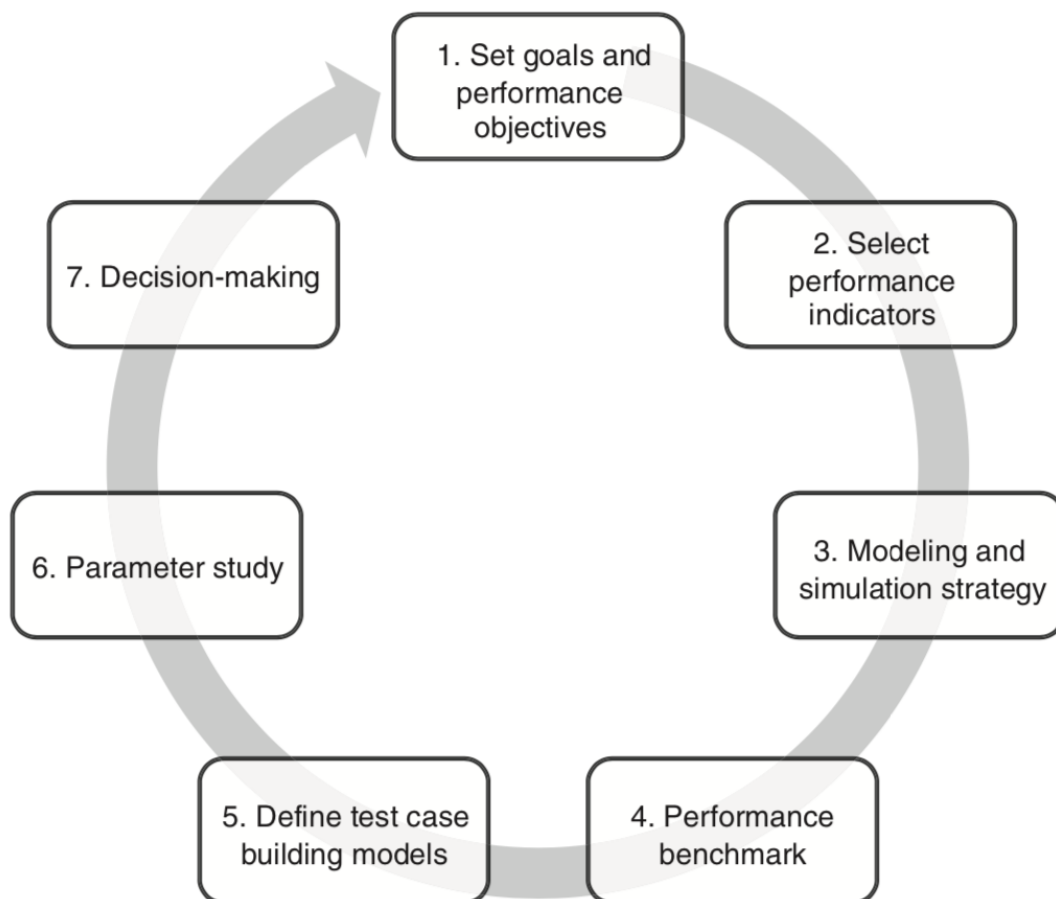 1. Set goals and
performance
objectives
2. Select
performance
indicators
3. Modeling and
simulation strategy
4. Performance
benchmark
5. Define test case
building models
6. Parameter study
7. Decision-making